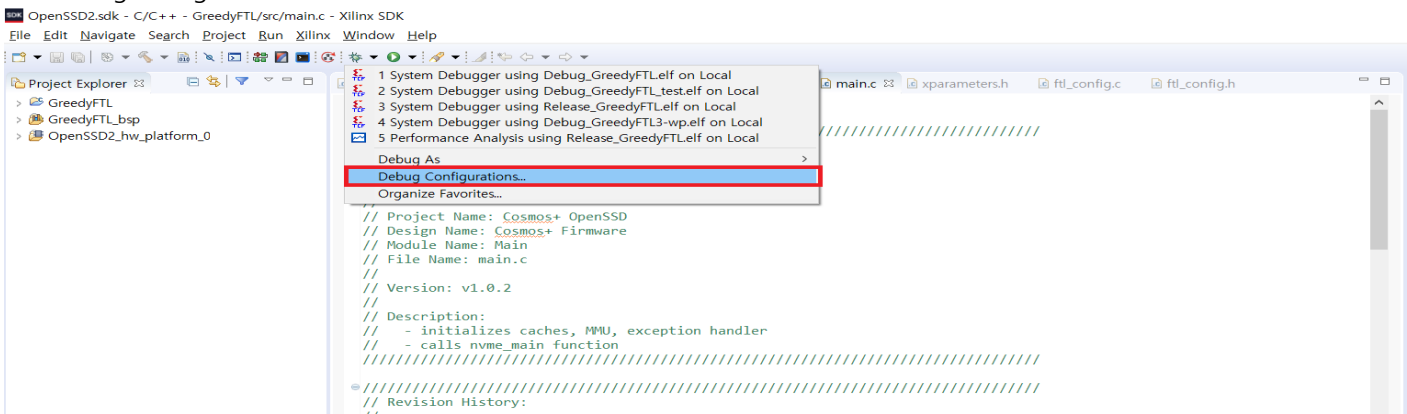 OpenSSD2.sdk - C/C++ - GreedyFTL/src/main.c - Xilinx SDK
File Edit Navigate Search Project Run Xilinx Window Help
Project Explorer
GreedyFTL
GreedyFTL_bsp
OpenSSD2_hw_platform_0
1 System Debugger using Debug_GreedyFTL.elf on Local
2 System Debugger using Debug_GreedyFTL_test.elf on Local
3 System Debugger using Release_GreedyFTL.elf on Local
4 System Debugger using Debug_GreedyFTL3-wp.elf on Local
5 Performance Analysis using Release_GreedyFTL.elf on Local
Debug As
Debug Configurations...
Organize Favorites...
main.c xparameters.h ftl_config.c ftl_config.h
///////////////////////////
//
// Project Name: Cosmos+ OpenSSD
// Design Name: Cosmos+ Firmware
// Module Name: Main
// File Name: main.c
//
// Version: v1.0.2
//
// Description:
//   - initializes caches, MMU, exception handler
//   - calls nvme_main function
//////////////////////////////////////////////////////////////////////////////////
//////////////////////////////////////////////////////////////////////////////////
// Revision History: